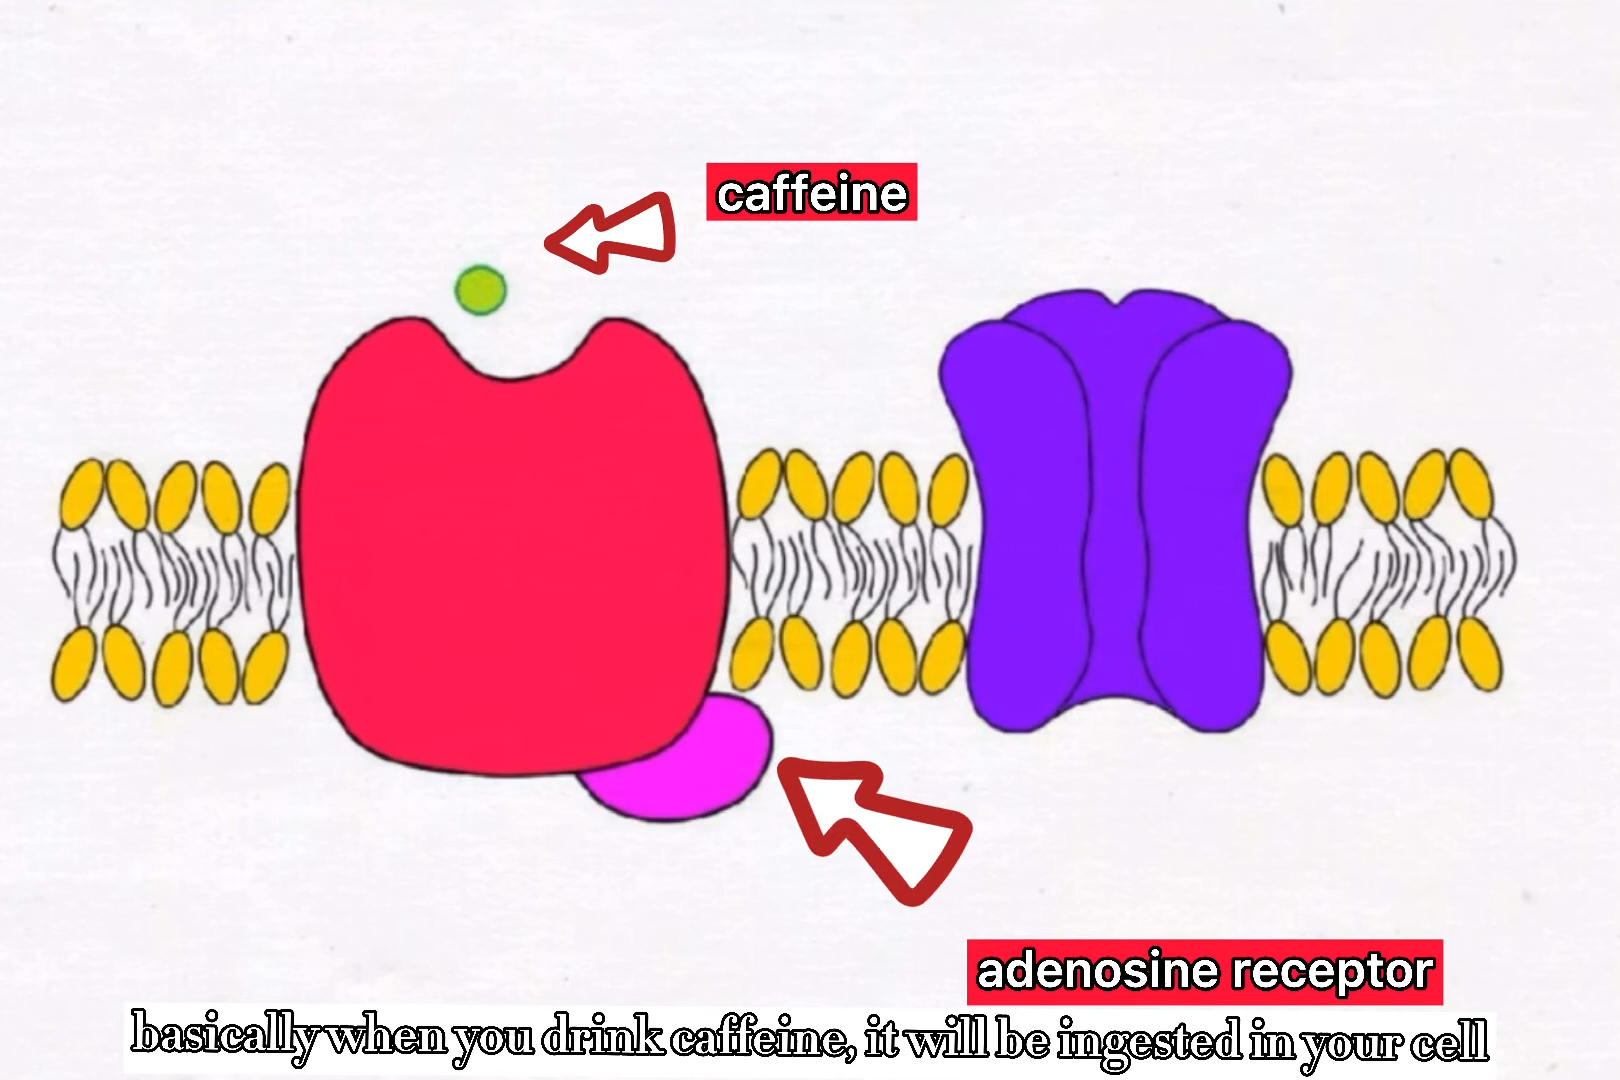 caffeine
adenosine receptor
basically when you drink caffeine, it will be ingested in your cell